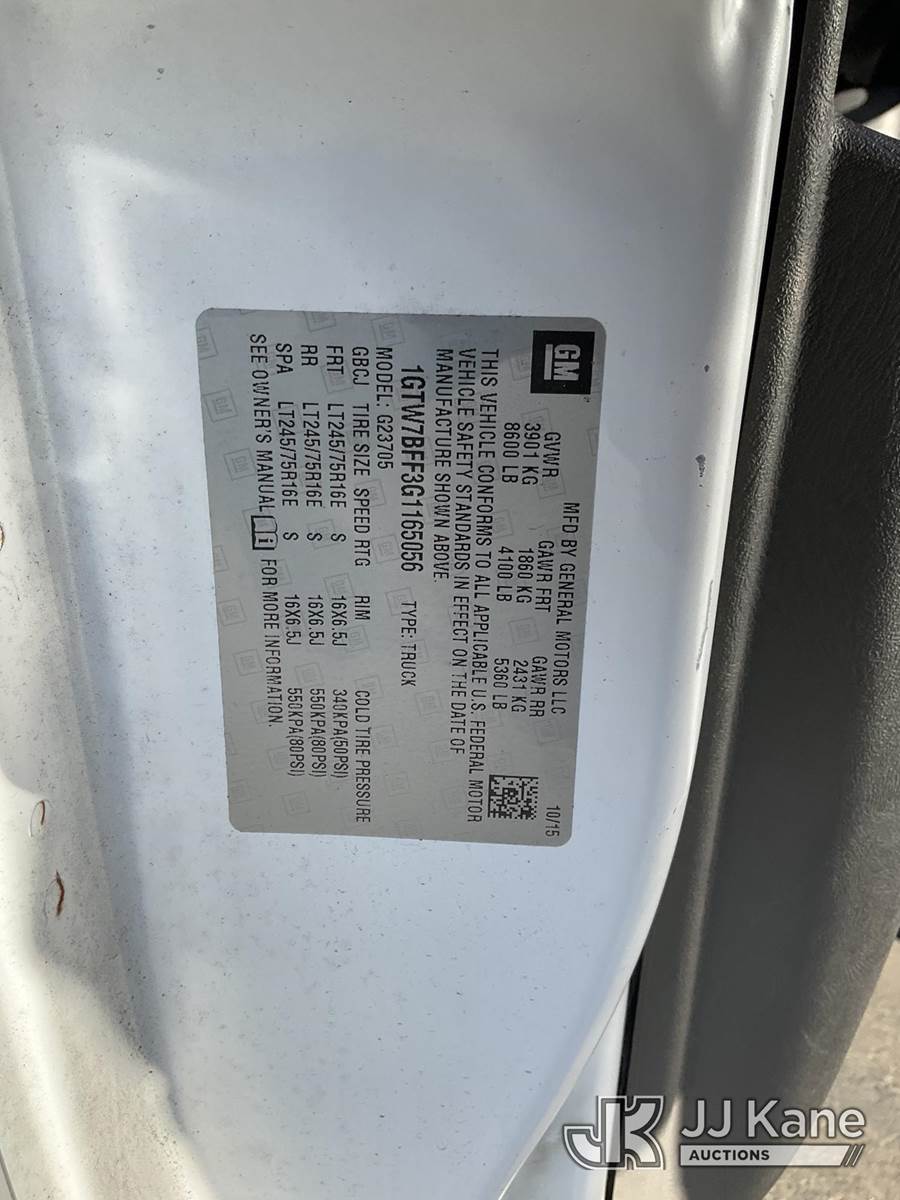 GM
MFD BY GENERAL MOTORS LLC 10/15
GVWR GAWR FRT GAWR RR
3901 KG 1860 KG 2431 KG
8600 LB 4100 LB 5360 LB
THIS VEHICLE CONFORMS TO ALL APPLICABLE U.S. FEDERAL MOTOR
VEHICLE SAFETY STANDARDS IN EFFECT ON THE DATE OF
MANUFACTURE SHOWN ABOVE.
1GTW7BFF3G1165056 TYPE: TRUCK
MODEL: G23705
GBCJ TIRE SIZE SPEED RTG RIM COLD TIRE PRESSURE
FRT LT245/75R16E S 16X6.5J 340KPA(50PSI)
RR LT245/75R16E S 16X6.5J 550KPA(80PSI)
SPA LT245/75R16E S 16X6.5J 550KPA(80PSI)
SEE OWNER'S MANUAL FOR MORE INFORMATION.
JK JJ Kane
AUCTIONS